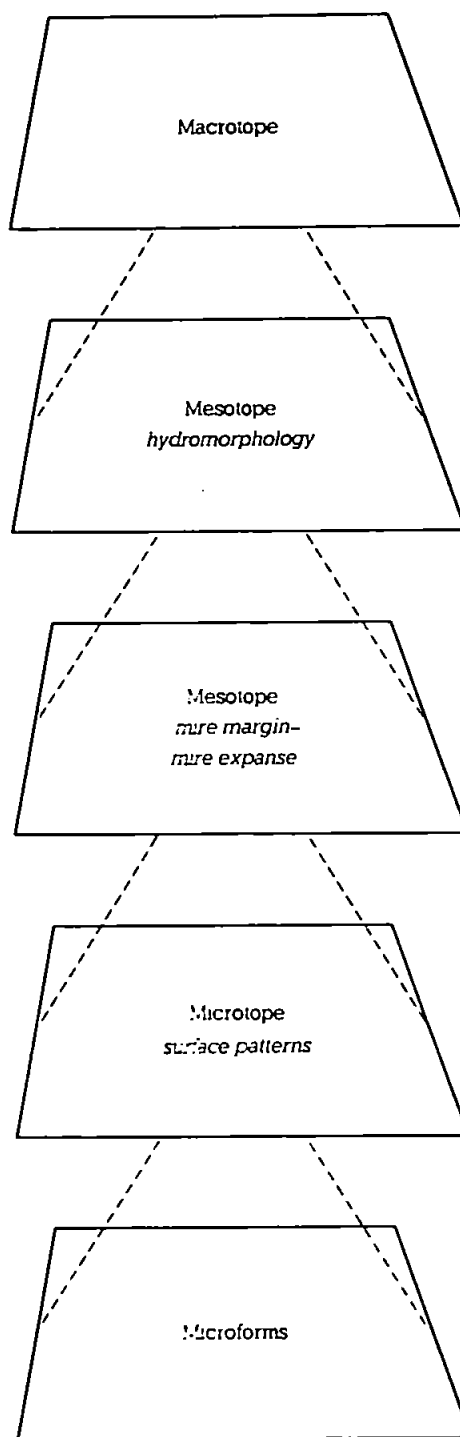 Macrotope
Mesotope
hydromorphology
Mesotope
mire margin–
mire expanse
Microtope
surface patterns
Microforms